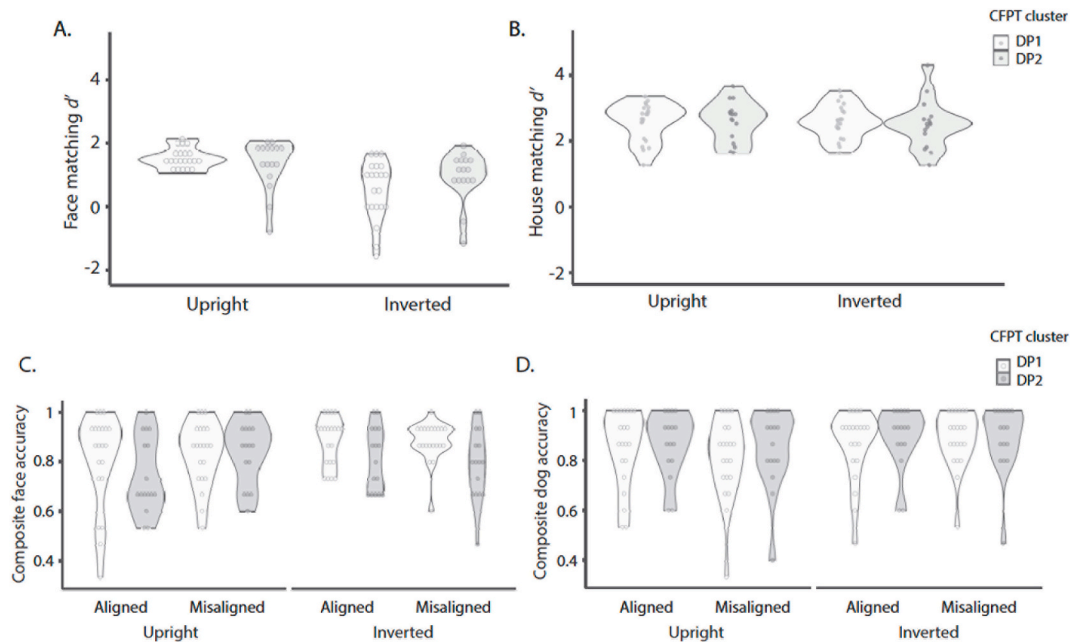 A.
Face matching d'
4
2
0
-2
Upright Inverted
B.
CFPT cluster
DP1
DP2
House matching d'
4
2
0
-2
Upright Inverted
C.
Composite face accuracy
1
0.8
0.6
0.4
Aligned Misaligned Aligned Misaligned
Upright Inverted
D.
CFPT cluster
DP1
DP2
Composite dog accuracy
1
0.8
0.6
0.4
Aligned Misaligned Aligned Misaligned
Upright Inverted